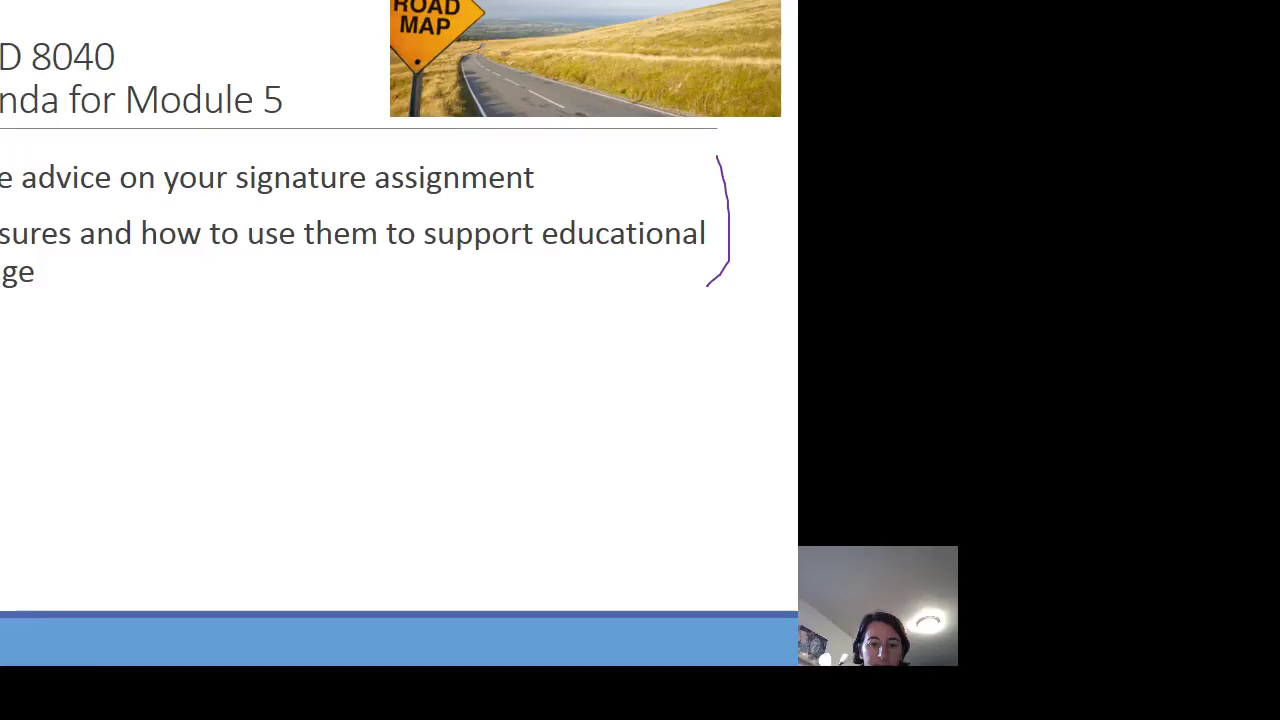 ROAD
MAP
D 8040
nda for Module 5
e advice on your signature assignment
sures and how to use them to support educational
ge